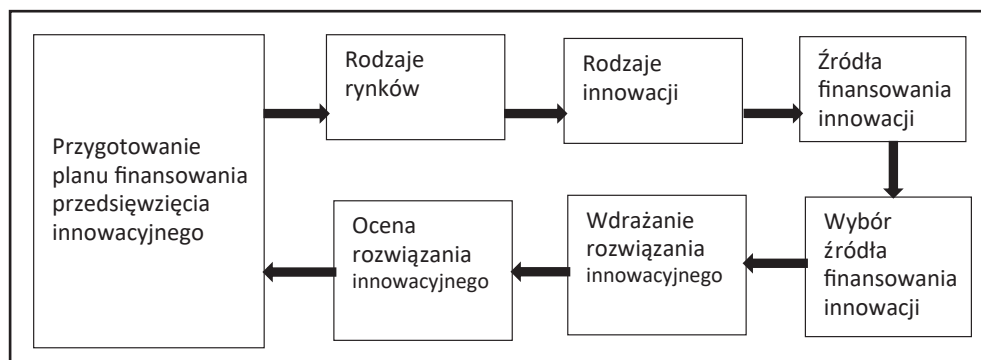 Przygotowanie
planu finansowania
przedsięwzięcia
innowacyjnego
Rodzaje
rynków
Rodzaje
innowacji
Źródła
finansowania
innowacji
Wybór
źródła
finansowania
innowacji
Wdrażanie
rozwiązania
innowacyjnego
Ocena
rozwiązania
innowacyjnego